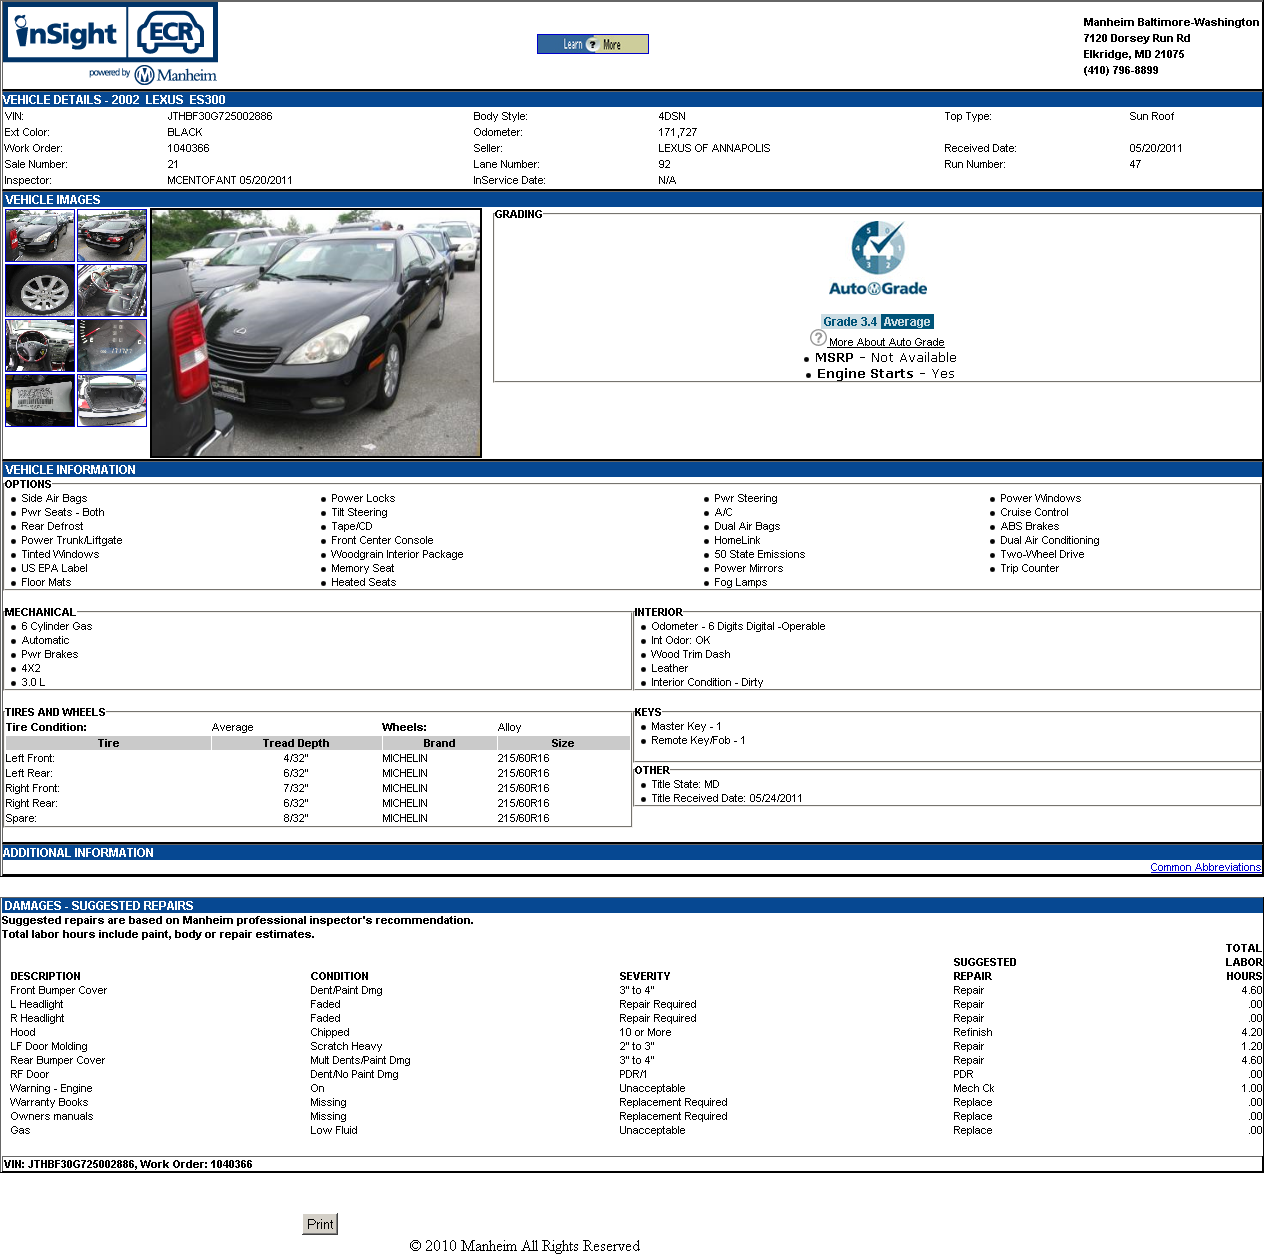 inSight ECR
powered by Manheim
Learn ? More
Manheim Baltimore-Washington
7120 Dorsey Run Rd
Elkridge, MD 21075
(410) 796-8899
VEHICLE DETAILS - 2002 LEXUS ES300
VIN: JTHBF30G725002886 Body Style: 4DSN Top Type: Sun Roof
Ext Color: BLACK Odometer: 171,727
Work Order: 1040366 Seller: LEXUS OF ANNAPOLIS Received Date: 05/20/2011
Sale Number: 21 Lane Number: 92 Run Number: 47
Inspector: MCENTOFANT 05/20/2011 InService Date: N/A
VEHICLE IMAGES
GRADING
5 4 0 1 3 2
AutoGrade
Grade 3.4 Average
? More About Auto Grade
• MSRP - Not Available
• Engine Starts - Yes
VEHICLE INFORMATION
OPTIONS
• Side Air Bags • Power Locks • Pwr Steering • Power Windows
• Pwr Seats - Both • Tilt Steering • A/C • Cruise Control
• Rear Defrost • Tape/CD • Dual Air Bags • ABS Brakes
• Power Trunk/Liftgate • Front Center Console • HomeLink • Dual Air Conditioning
• Tinted Windows • Woodgrain Interior Package • 50 State Emissions • Two-Wheel Drive
• US EPA Label • Memory Seat • Power Mirrors • Trip Counter
• Floor Mats • Heated Seats • Fog Lamps
MECHANICAL
• 6 Cylinder Gas
• Automatic
• Pwr Brakes
• 4X2
• 3.0 L
INTERIOR
• Odometer - 6 Digits Digital -Operable
• Int Odor: OK
• Wood Trim Dash
• Leather
• Interior Condition - Dirty
TIRES AND WHEELS
Tire Condition: Average Wheels: Alloy
Tire Tread Depth Brand Size
Left Front: 4/32" MICHELIN 215/60R16
Left Rear: 6/32" MICHELIN 215/60R16
Right Front: 7/32" MICHELIN 215/60R16
Right Rear: 6/32" MICHELIN 215/60R16
Spare: 8/32" MICHELIN 215/60R16
KEYS
• Master Key - 1
• Remote Key/Fob - 1
OTHER
• Title State: MD
• Title Received Date: 05/24/2011
ADDITIONAL INFORMATION
Common Abbreviations
DAMAGES - SUGGESTED REPAIRS
Suggested repairs are based on Manheim professional inspector's recommendation.
Total labor hours include paint, body or repair estimates.
DESCRIPTION CONDITION SEVERITY SUGGESTED REPAIR TOTAL LABOR HOURS
Front Bumper Cover Dent/Paint Dmg 3" to 4" Repair 4.60
L Headlight Faded Repair Required Repair .00
R Headlight Faded Repair Required Repair .00
Hood Chipped 10 or More Refinish 4.20
LF Door Molding Scratch Heavy 2" to 3" Repair 1.20
Rear Bumper Cover Mult Dents/Paint Dmg 3" to 4" Repair 4.60
RF Door Dent/No Paint Dmg PDR/1 PDR .00
Warning - Engine On Unacceptable Mech Ck 1.00
Warranty Books Missing Replacement Required Replace .00
Owners manuals Missing Replacement Required Replace .00
Gas Low Fluid Unacceptable Replace .00
VIN: JTHBF30G725002886, Work Order: 1040366
Print
© 2010 Manheim All Rights Reserved